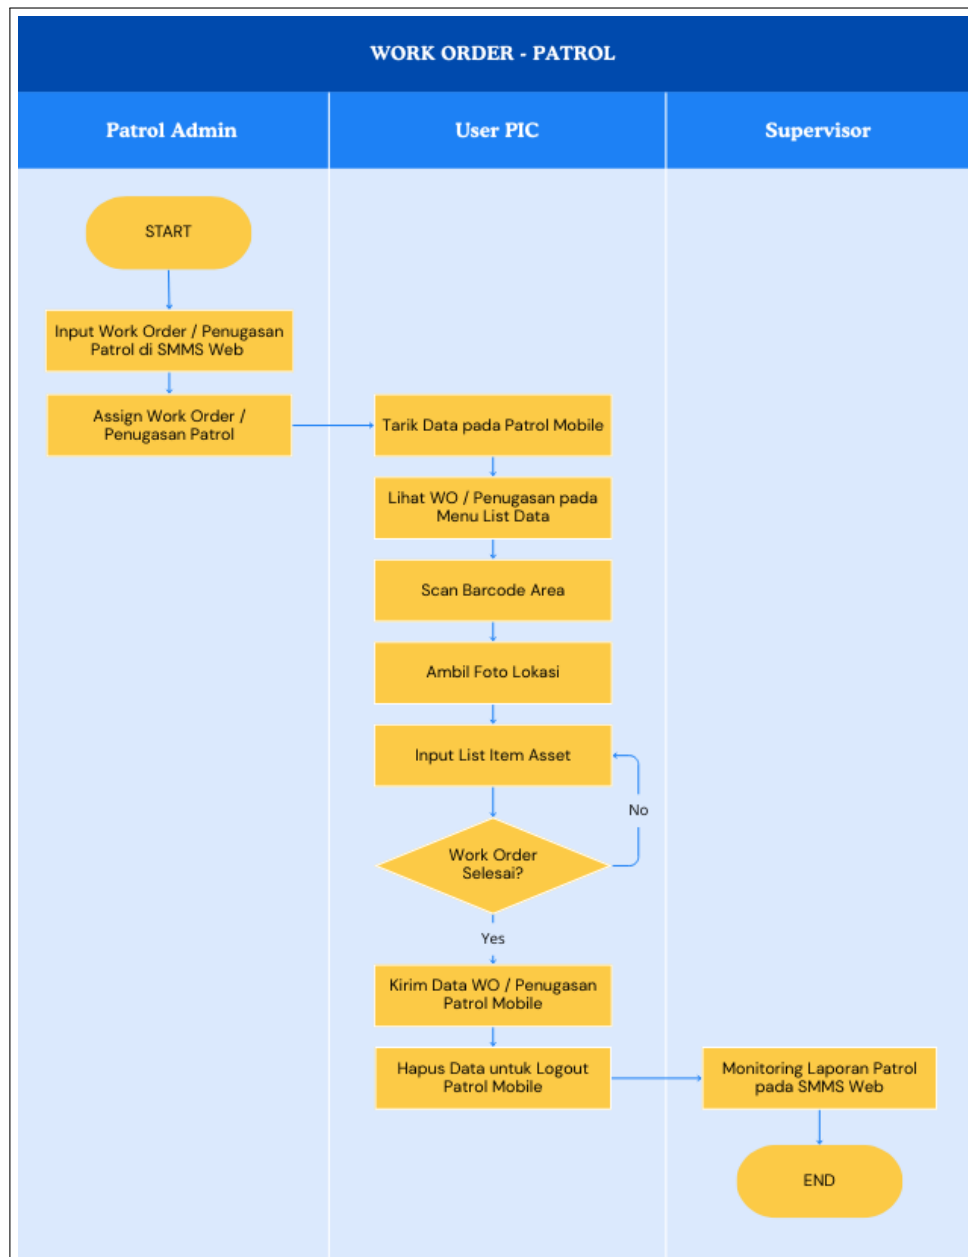 WORK ORDER - PATROL
Patrol Admin
User PIC
Supervisor
START
Input Work Order / Penugasan
Patrol di SMMS Web
Assign Work Order /
Penugasan Patrol
Tarik Data pada Patrol Mobile
Lihat WO / Penugasan pada
Menu List Data
Scan Barcode Area
Ambil Foto Lokasi
Input List Item Asset
No
Work Order
Selesai?
Yes
Kirim Data WO / Penugasan
Patrol Mobile
Hapus Data untuk Logout
Patrol Mobile
Monitoring Laporan Patrol
pada SMMS Web
END